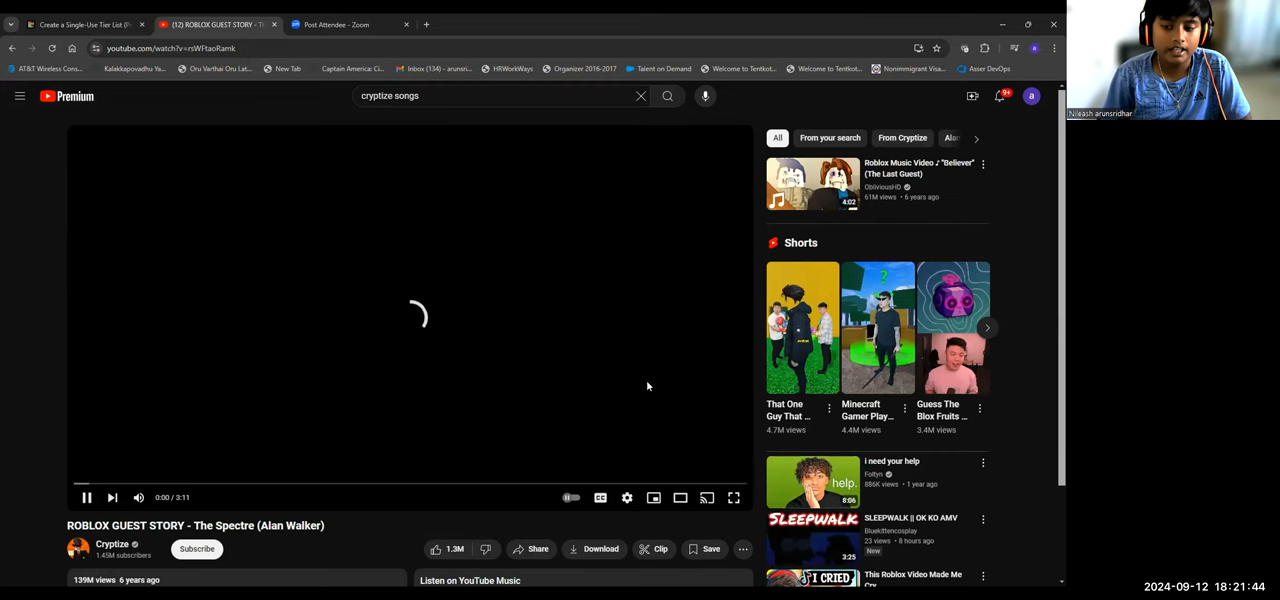 Create a Single-Use Tier List (P
(12) ROBLOX GUEST STORY - T
Post Attendee - Zoom
youtube.com/watch?v=rsWFtaoRamk
AT&T Wireless Cons...
Kalakkapovadhu Ya...
Oru Varthai Oru Lat...
New Tab
Captain America: Ci...
Inbox (134) - arunsri...
HRWorkWays
Organizer 2016-2017
Talent on Demand
Welcome to Tentkot...
Welcome to Tentkot...
Nonimmigrant Visa...
Asser DevOps
Nileash arunsridhar
Premium
cryptize songs
9+
a
All
From your search
From Cryptize
Ala
Roblox Music Video ♪ "Believer"
(The Last Guest)
ObliviousHD
61M views • 6 years ago
4:02
Shorts
That One
Guy That ...
4.7M views
Minecraft
Gamer Play...
4.4M views
Guess The
Blox Fruits ...
3.4M views
help.
8:06
i need your help
Foltyn
886K views • 1 year ago
0:00 / 3:11
SLEEPWALK
3:25
SLEEPWALK || OK KO AMV
Bluekittencosplay
23 views • 8 hours ago
New
ROBLOX GUEST STORY - The Spectre (Alan Walker)
Cryptize
1.45M subscribers
Subscribe
1.3M
Share
Download
Clip
Save
I CRIED
This Roblox Video Made Me
Cry
139M views 6 years ago
Listen on YouTube Music
2024-09-12 18:21:44